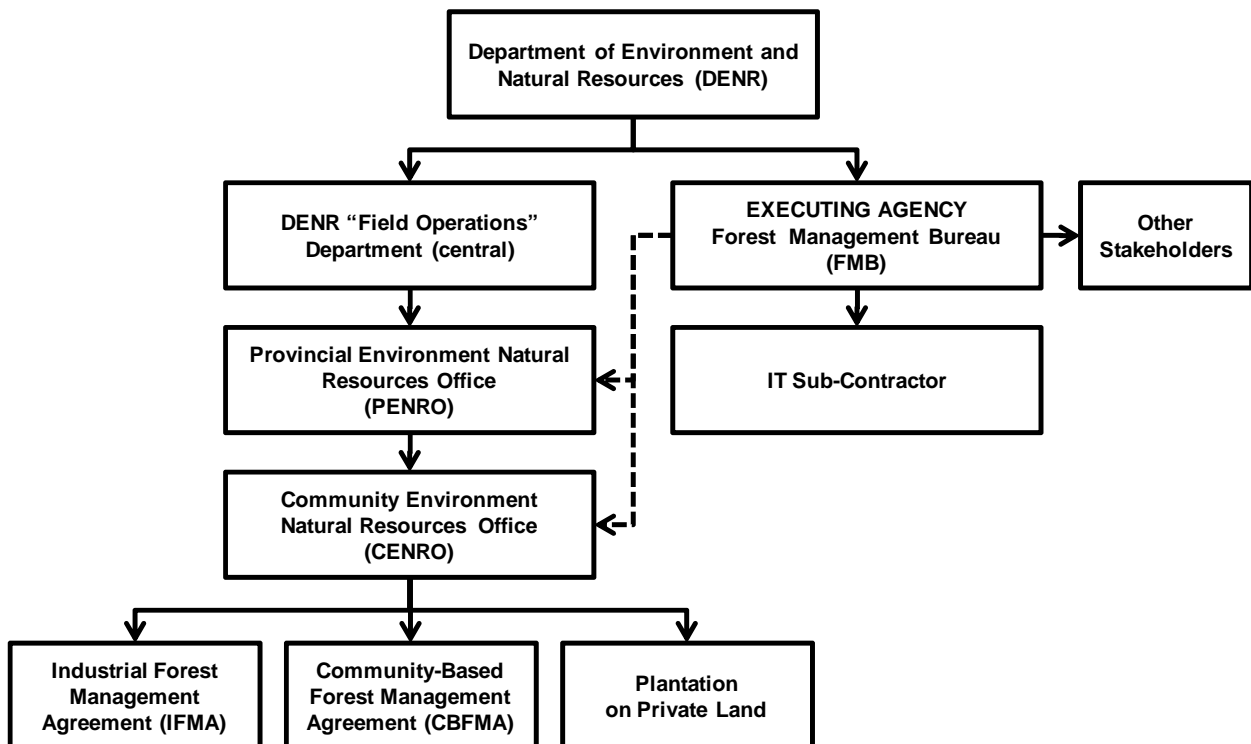 Department of Environment and
Natural Resources (DENR)
DENR “Field Operations”
Department (central)
EXECUTING AGENCY
Forest Management Bureau
(FMB)
Other
Stakeholders
Provincial Environment Natural
Resources Office
(PENRO)
IT Sub-Contractor
Community Environment
Natural Resources Office
(CENRO)
Industrial Forest
Management
Agreement (IFMA)
Community-Based
Forest Management
Agreement (CBFMA)
Plantation
on Private Land